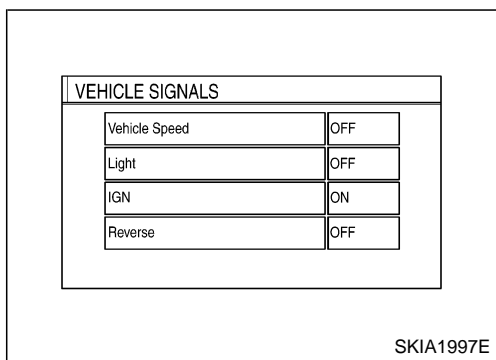 VEHICLE SIGNALS
Vehicle Speed OFF
Light OFF
IGN ON
Reverse OFF
SKIA1997E